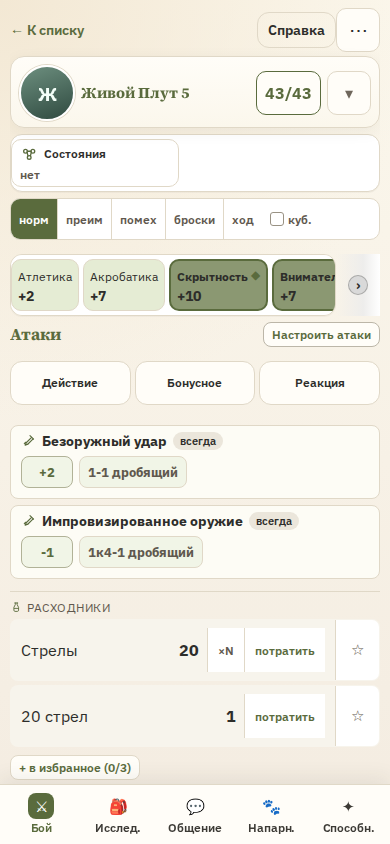 ← К списку
Справка
...
Ж
Живой Плут 5
43/43
▼
Состояния
нет
норм преим помех броски ход куб.
Атлетика Акробатика Скрытность Внимател
+2 +7 +10 +7
Атаки
Настроить атаки
Действие Бонусное Реакция
Безоружный удар всегда
+2 1-1 дробящий
Импровизированное оружие всегда
-1 1к4-1 дробящий
РАСХОДНИКИ
Стрелы 20 ×N потратить
20 стрел 1 потратить
+ в избранное (0/3)
Бой Исслед. Общение Напарн. Способн.